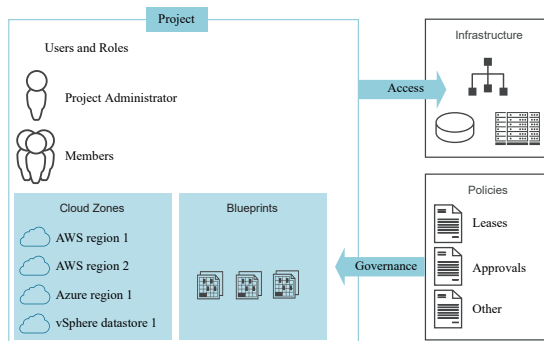 Project
Users and Roles
Project Administrator
Members
Cloud Zones
AWS region 1
AWS region 2
Azure region 1
vSphere datastore 1
Blueprints
Access
Infrastructure
Governance
Policies
Leases
Approvals
Other